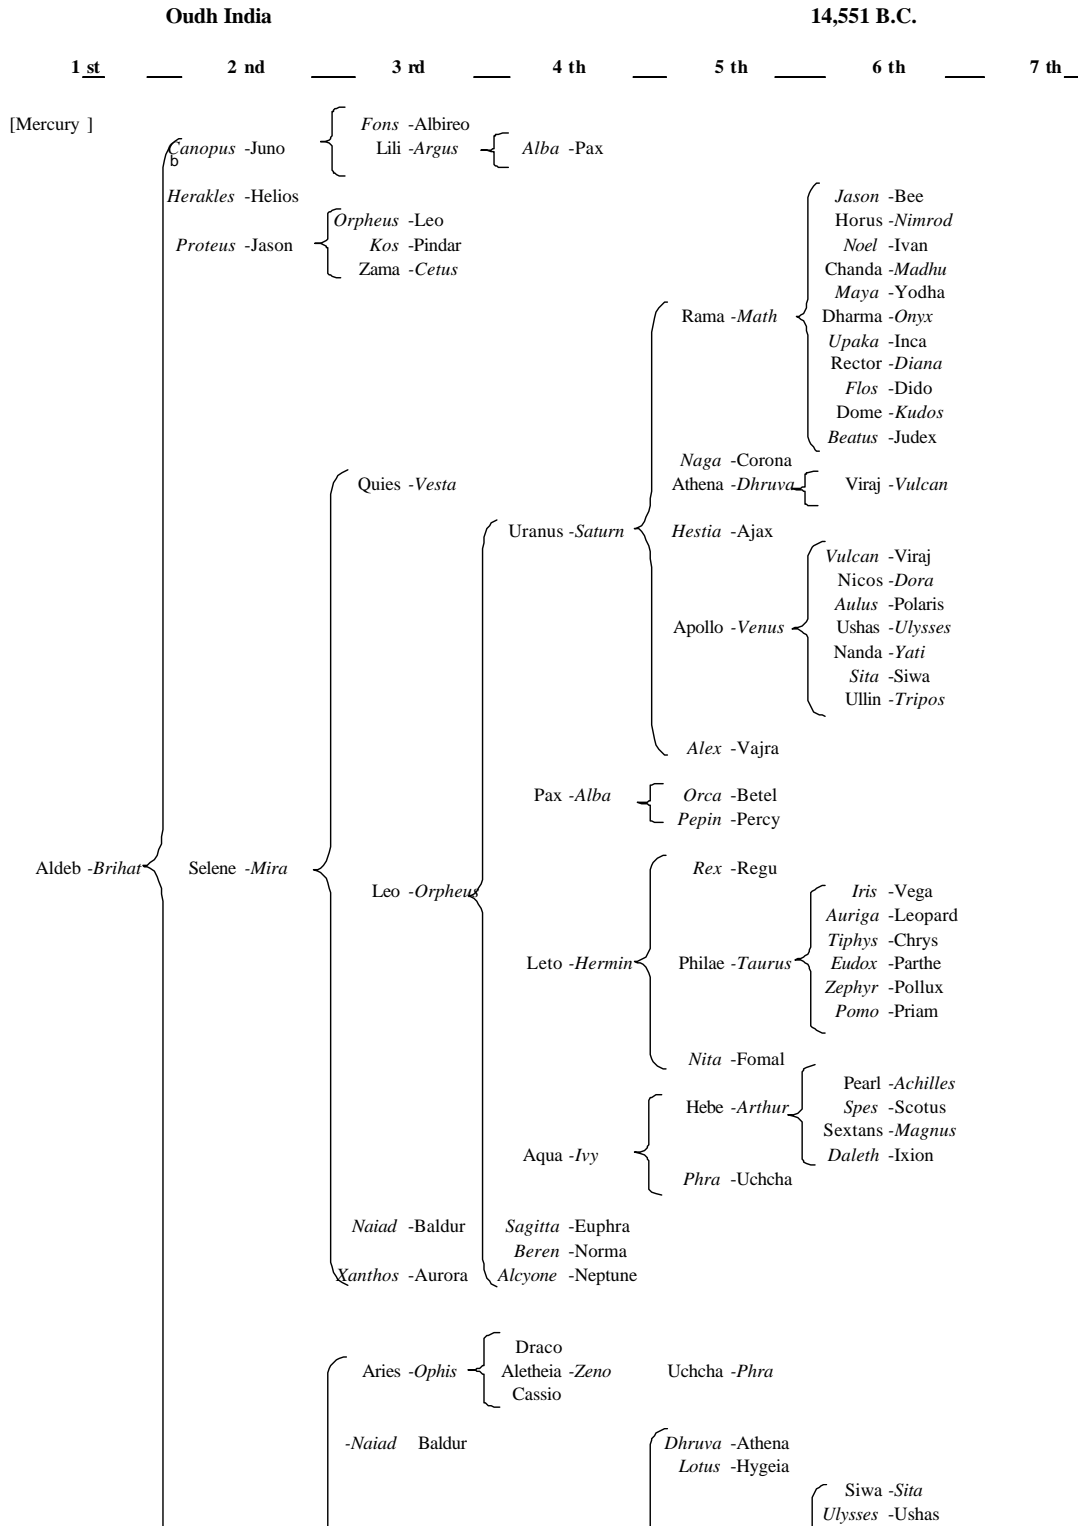 Oudh India 14,551 B.C.
1 st 2 nd 3 rd 4 th 5 th 6 th 7 th
Fons -Albireo
[Mercury ]
Canopus -Juno Lili -Argus Alba -Pax
b
Herakles -Helios Jason -Bee
Orpheus -Leo Horus -Nimrod
Proteus -Jason Kos -Pindar Noel -Ivan
Zama -Cetus Chanda -Madhu
Maya -Yodha
Rama -Math Dharma -Onyx
Upaka -Inca
Rector -Diana
Flos -Dido
Dome -Kudos
Beatus -Judex
Naga -Corona
Quies -Vesta Athena -Dhruva Viraj -Vulcan
Uranus -Saturn Hestia -Ajax
Vulcan -Viraj
Nicos -Dora
Aulus -Polaris
Apollo -Venus Ushas -Ulysses
Nanda -Yati
Sita -Siwa
Ullin -Tripos
Alex -Vajra
Pax -Alba Orca -Betel
Pepin -Percy
Aldeb -Brihat Selene -Mira Rex -Regu
Leo -Orpheus Iris -Vega
Auriga -Leopard
Tiphys -Chrys
Leto -Hermin Philae -Taurus Eudox -Parthe
Zephyr -Pollux
Pomo -Priam
Nita -Fomal
Pearl -Achilles
Hebe -Arthur Spes -Scotus
Sextans -Magnus
Aqua -Ivy Daleth -Ixion
Phra -Uchcha
Naiad -Baldur Sagitta -Euphra
Beren -Norma
Xanthos -Aurora Alcyone -Neptune
Draco
Aries -Ophis Aletheia -Zeno Uchcha -Phra
Cassio
-Naiad Baldur Dhruva -Athena
Lotus -Hygeia
Siwa -Sita
Ulysses -Ushas